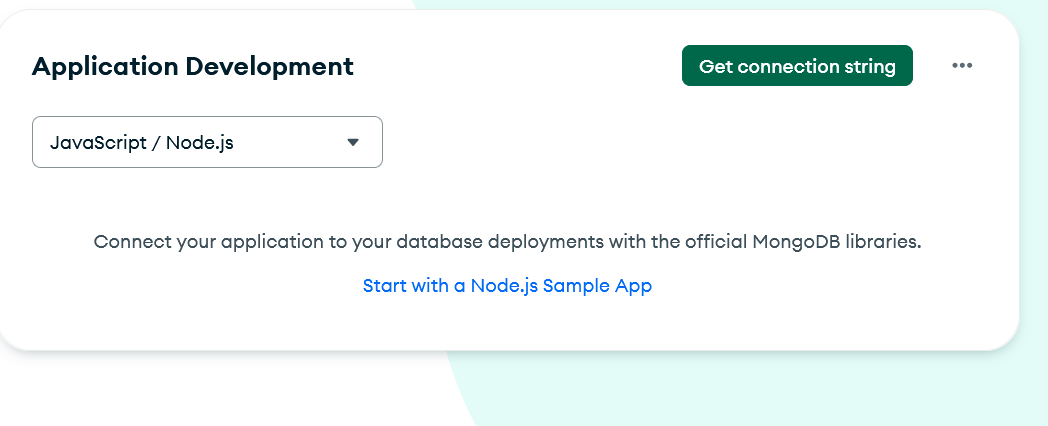 Application Development
Get connection string
JavaScript / Node.js
Connect your application to your database deployments with the official MongoDB libraries.
Start with a Node.js Sample App